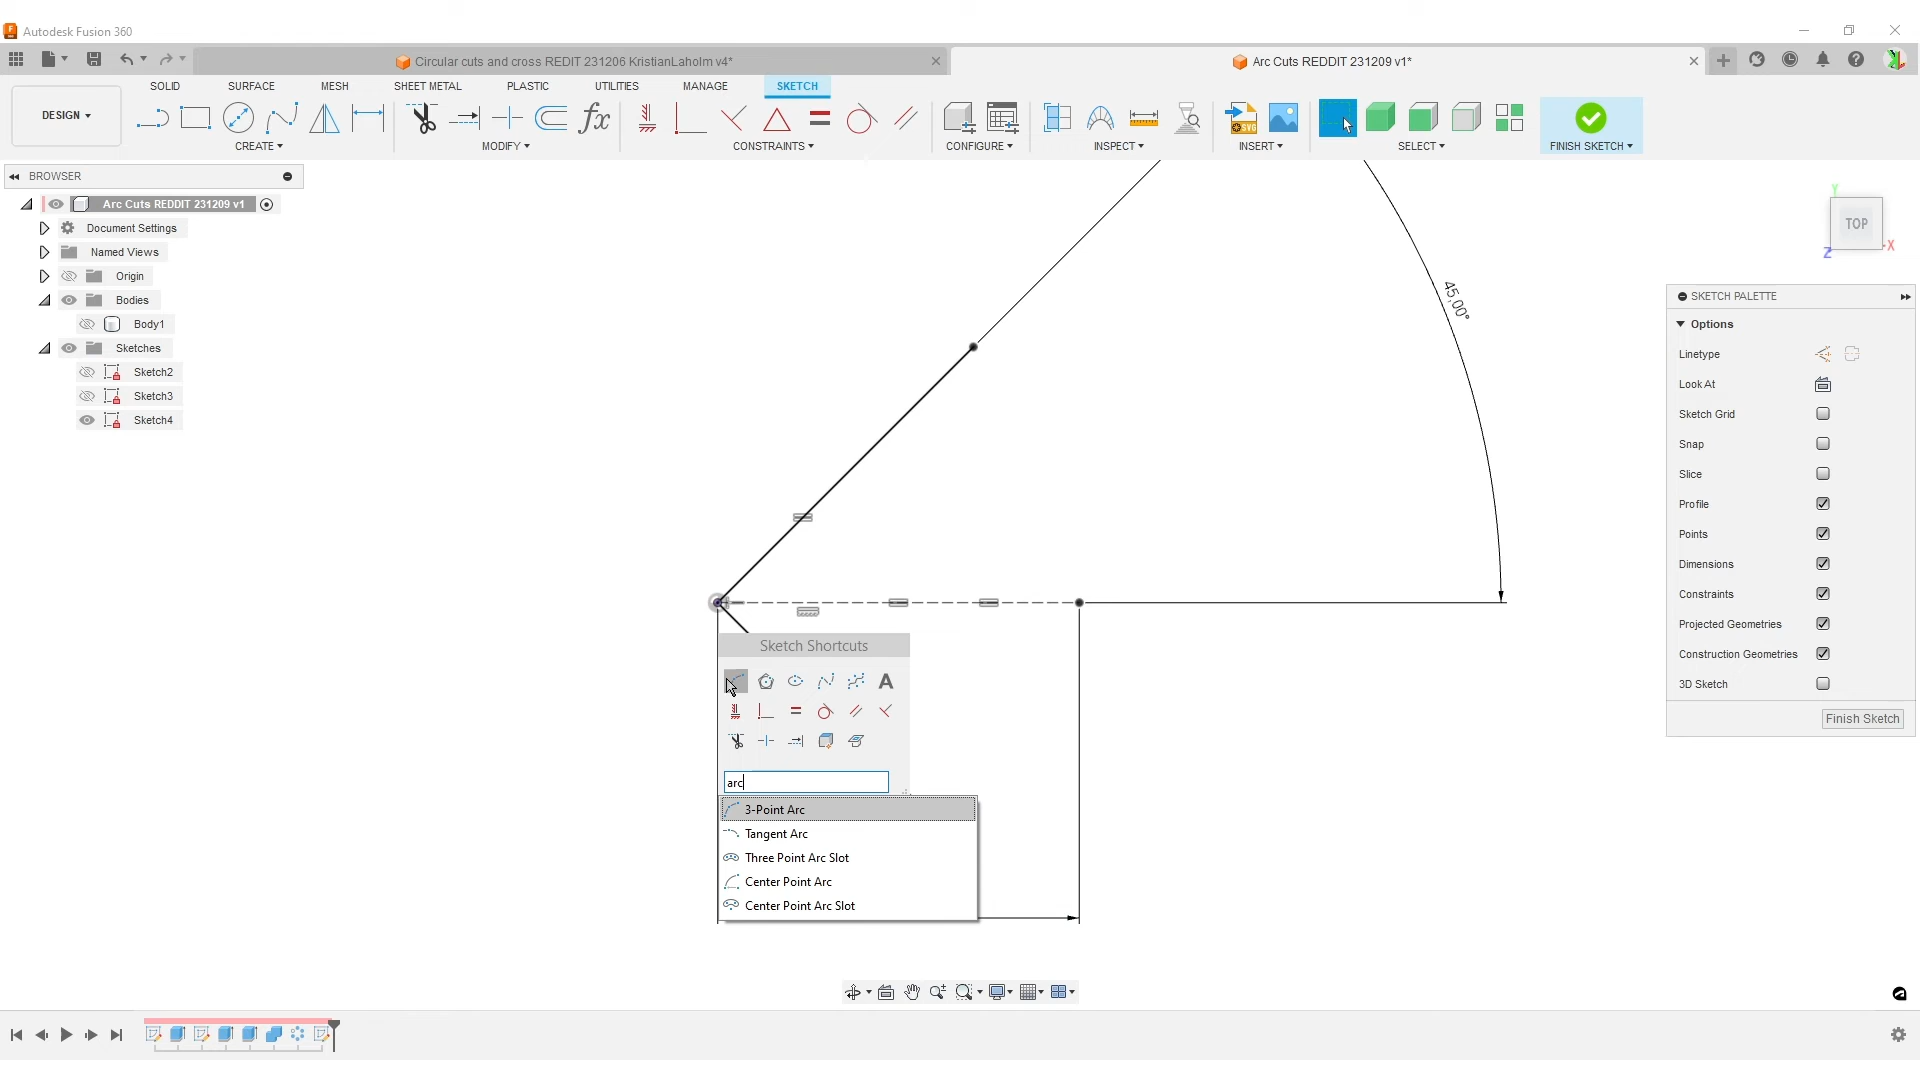 Autodesk Fusion 360
Circular cuts and cross REDIT 231206 KristianLaholm v4*
Arc Cuts REDDIT 231209 v1*
SOLID
SURFACE
MESH
SHEET METAL
PLASTIC
UTILITIES
MANAGE
SKETCH
DESIGN
fx
CREATE
MODIFY
CONSTRAINTS
CONFIGURE
INSPECT
INSERT
SELECT
FINISH SKETCH
BROWSER
Arc Cuts REDDIT 231209 v1
Document Settings
Named Views
Origin
Bodies
Body1
Sketches
Sketch2
Sketch3
Sketch4
45,00°
Y
TOP
X
Z
SKETCH PALETTE
Options
Linetype
Look At
Sketch Grid
Snap
Slice
Profile
Points
Dimensions
Constraints
Projected Geometries
Construction Geometries
3D Sketch
Finish Sketch
Sketch Shortcuts
A
arc
3-Point Arc
Tangent Arc
Three Point Arc Slot
Center Point Arc
Center Point Arc Slot